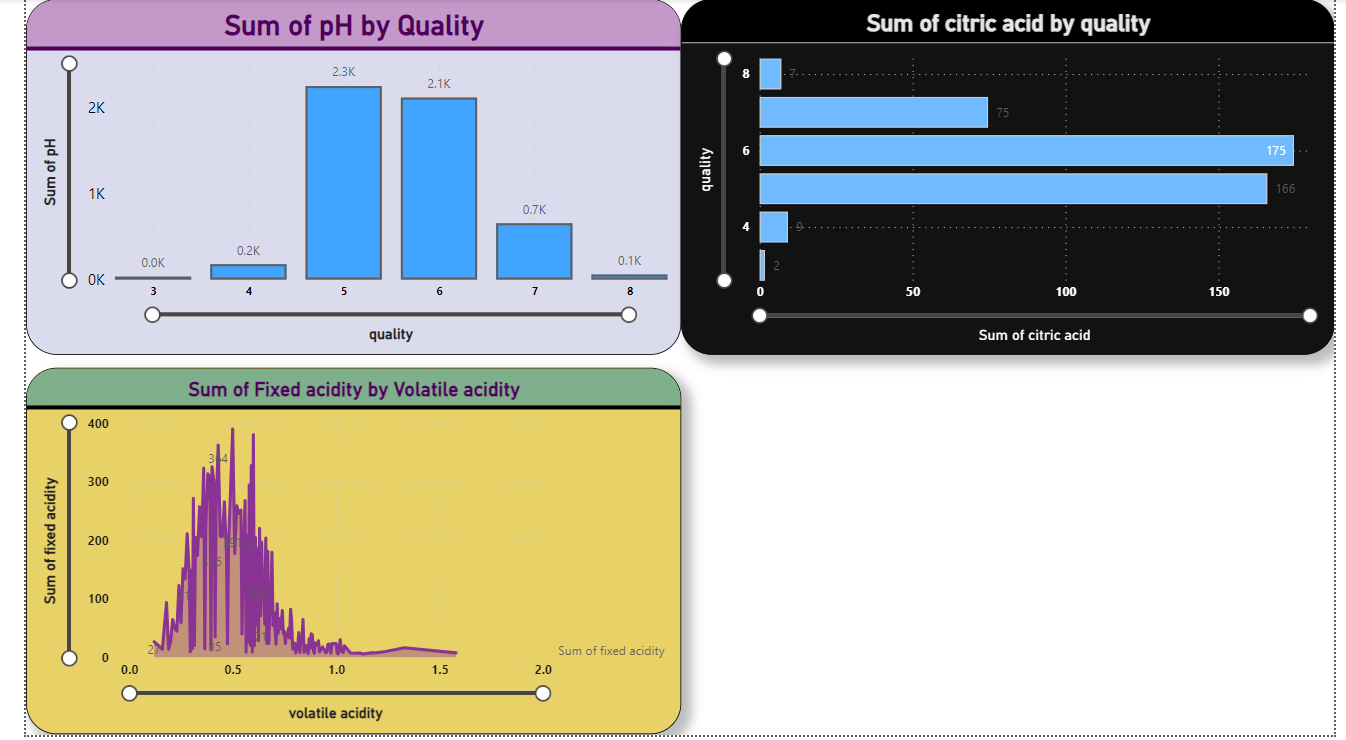 Sum of pH by Quality
Sum of pH
2K
1K
0K
0.0K
0.2K
2.3K
2.1K
0.7K
0.1K
3 4 5 6 7 8
quality
Sum of citric acid by quality
quality
8
6
4
7
75
175
166
9
2
0 50 100 150
Sum of citric acid
Sum of Fixed acidity by Volatile acidity
Sum of fixed acidity
400
300
200
100
0
364
Sum of fixed acidity
0.0 0.5 1.0 1.5 2.0
volatile acidity